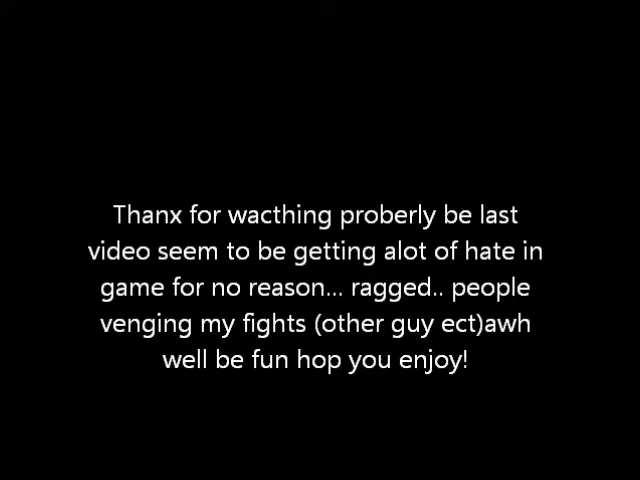 Thanx for wacthing proberly be last
video seem to be getting alot of hate in
game for no reason... ragged.. people
venging my fights (other guy ect)awh
well be fun hop you enjoy!